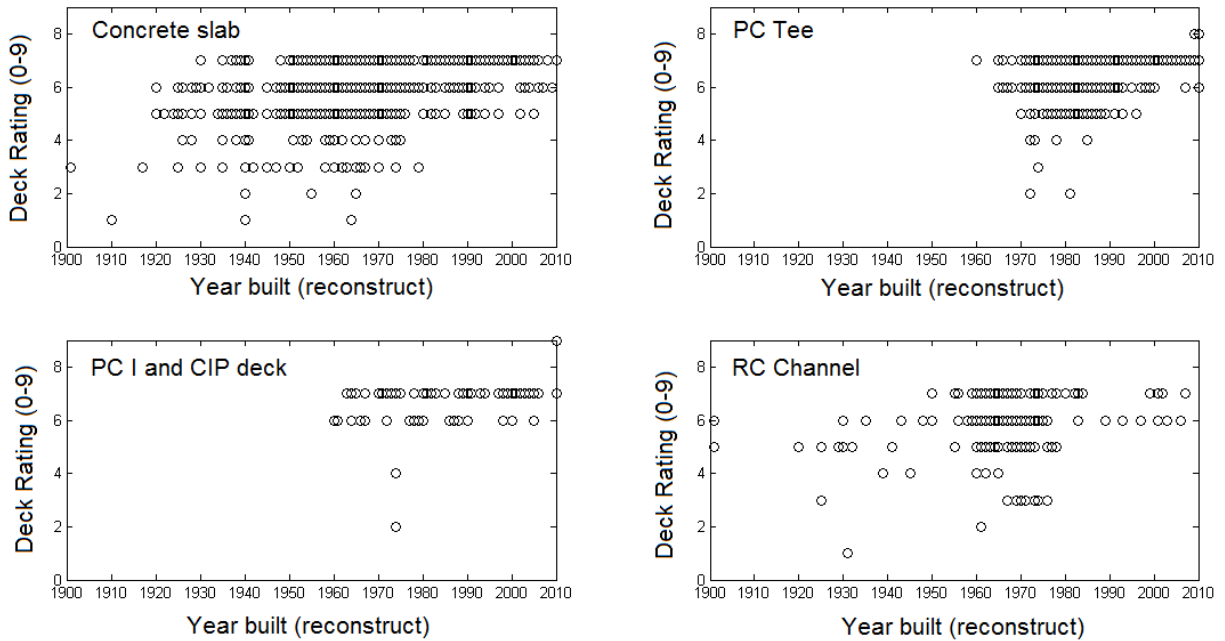 Concrete slab
Deck Rating (0-9)
8
6
4
2
0
1900 1910 1920 1930 1940 1950 1960 1970 1980 1990 2000 2010
Year built (reconstruct)
PC Tee
Deck Rating (0-9)
8
6
4
2
0
1900 1910 1920 1930 1940 1950 1960 1970 1980 1990 2000 2010
Year built (reconstruct)
PC I and CIP deck
Deck Rating (0-9)
8
6
4
2
0
1900 1910 1920 1930 1940 1950 1960 1970 1980 1990 2000 2010
Year built (reconstruct)
RC Channel
Deck Rating (0-9)
8
6
4
2
0
1900 1910 1920 1930 1940 1950 1960 1970 1980 1990 2000 2010
Year built (reconstruct)